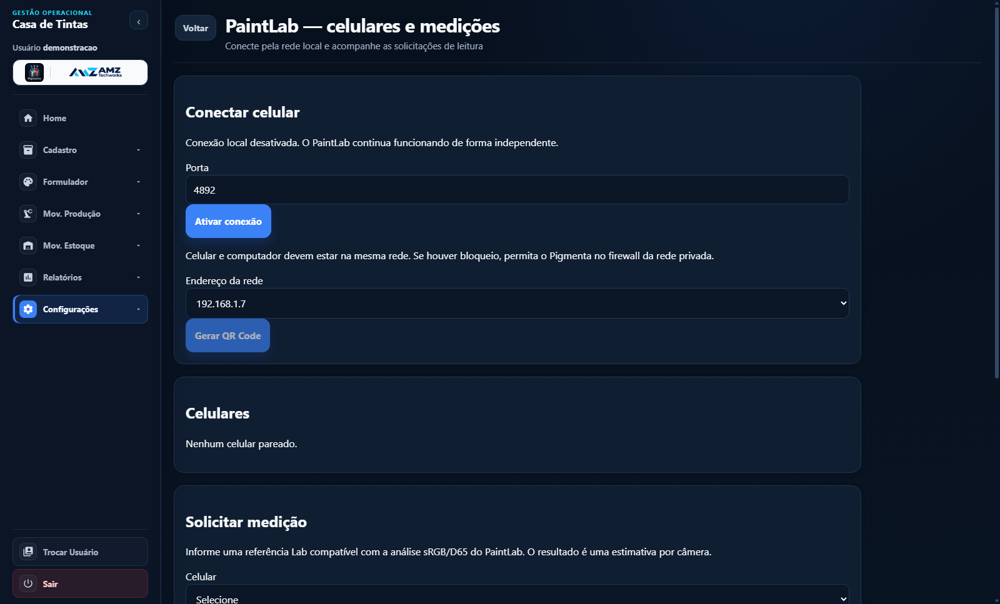 GESTÃO OPERACIONAL
Casa de Tintas
Usuário demonstracao
Pigmenta
AMZ
Techworks
Home
Cadastro
Formulador
Mov. Produção
Mov. Estoque
Relatórios
Configurações
Trocar Usuário
Sair
Voltar
PaintLab — celulares e medições
Conecte pela rede local e acompanhe as solicitações de leitura
Conectar celular
Conexão local desativada. O PaintLab continua funcionando de forma independente.
Porta
4892
Ativar conexão
Celular e computador devem estar na mesma rede. Se houver bloqueio, permita o Pigmenta no firewall da rede privada.
Endereço da rede
192.168.1.7
Gerar QR Code
Celulares
Nenhum celular pareado.
Solicitar medição
Informe uma referência Lab compatível com a análise sRGB/D65 do PaintLab. O resultado é uma estimativa por câmera.
Celular
Selecione